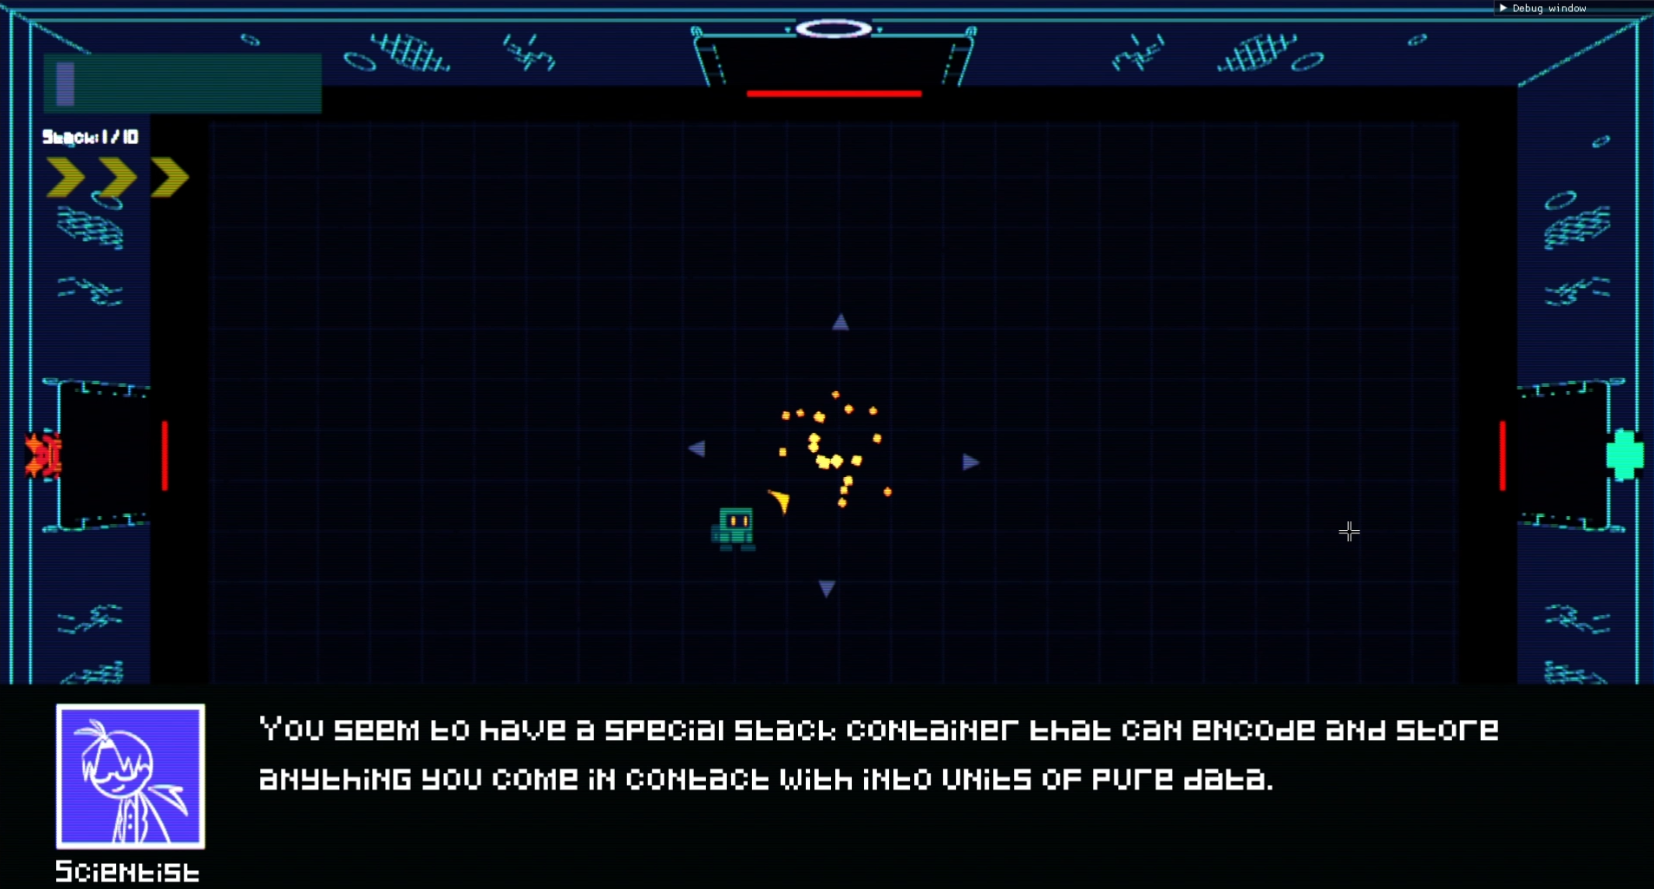 Debug window
Stack: 1 / 10
You seem to have a special stack container that can encode and store
anything you come in contact with into units of pure data.
Scientist